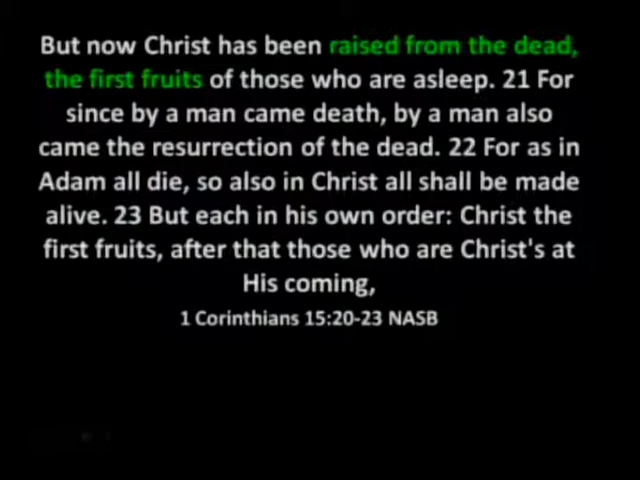 But now Christ has been raised from the dead,
the first fruits of those who are asleep. 21 For
since by a man came death, by a man also
came the resurrection of the dead. 22 For as in
Adam all die, so also in Christ all shall be made
alive. 23 But each in his own order: Christ the
first fruits, after that those who are Christ's at
His coming,
1 Corinthians 15:20-23 NASB